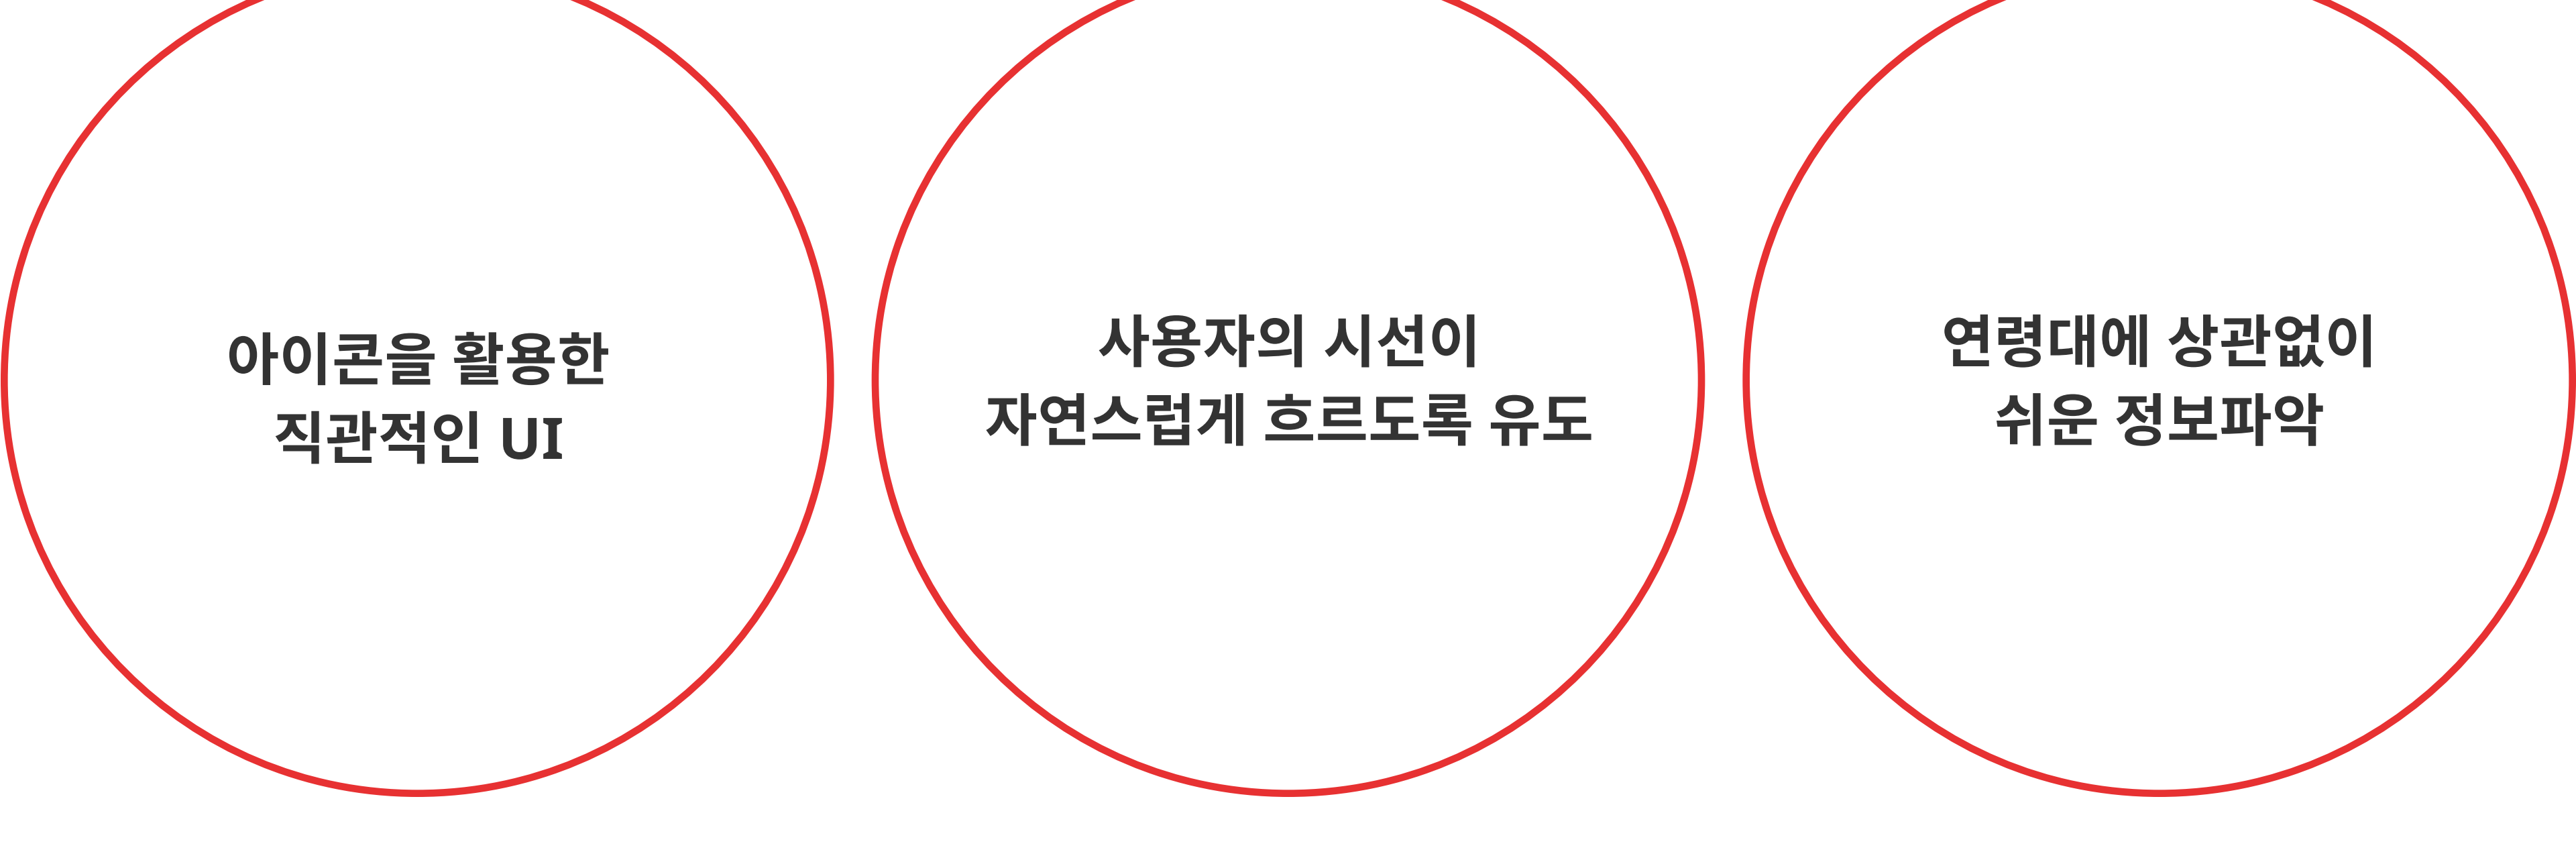 아이콘을 활용한
직관적인 UI
사용자의 시선이
자연스럽게 흐르도록 유도
연령대에 상관없이
쉬운 정보파악